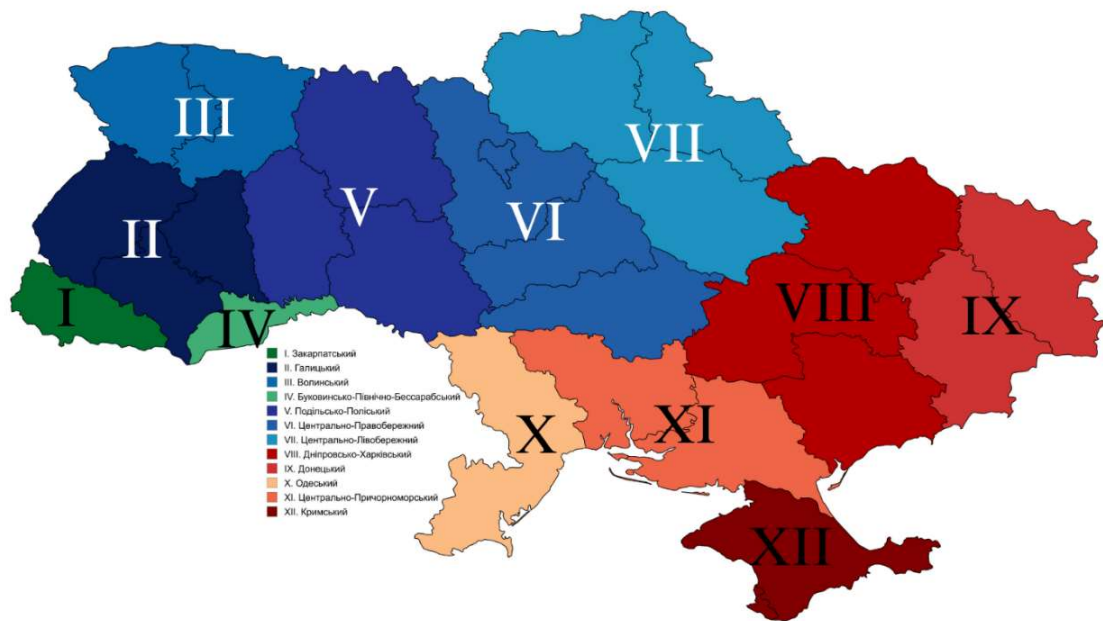 III
VII
V
VI
II
I
IV
VIII
IX
X
XI
XII
I. Закарпатський
II. Галицький
III. Волинський
IV. Буковинсько-Північно-Бессарабський
V. Подільсько-Поліський
VI. Центрально-Правобережний
VII. Центрально-Лівобережний
VIII. Дніпровсько-Харківський
IX. Донецький
X. Одеський
XI. Центрально-Причорноморський
XII. Кримський